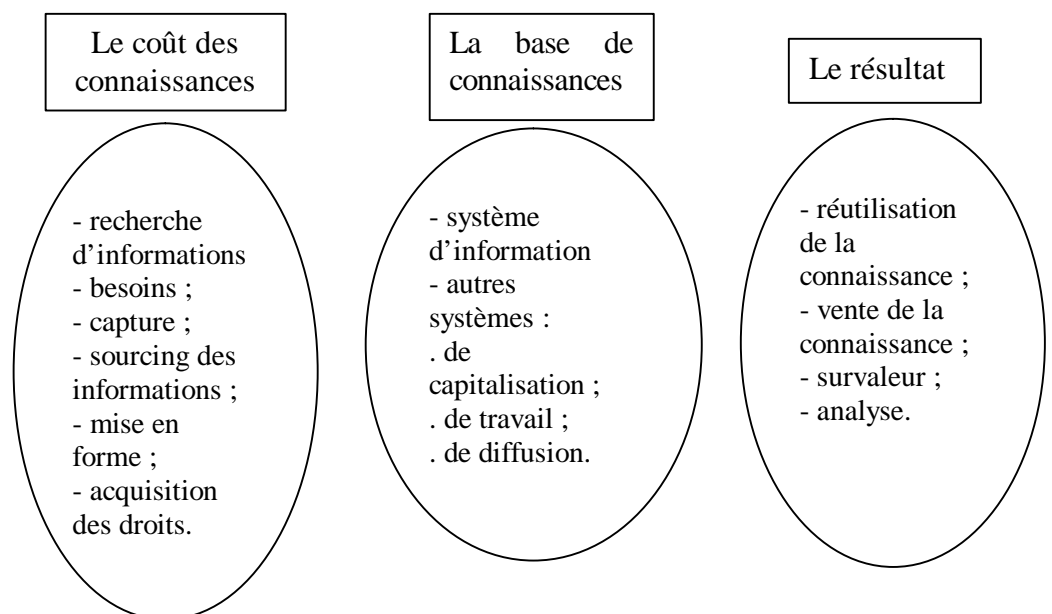 Le coût des
connaissances
- recherche
d’informations
- besoins ;
- capture ;
- sourcing des
informations ;
- mise en
forme ;
- acquisition
des droits.
La base de
connaissances
- système
d’information
- autres
systèmes :
. de
capitalisation ;
. de travail ;
. de diffusion.
Le résultat
- réutilisation
de la
connaissance ;
- vente de la
connaissance ;
- survaleur ;
- analyse.